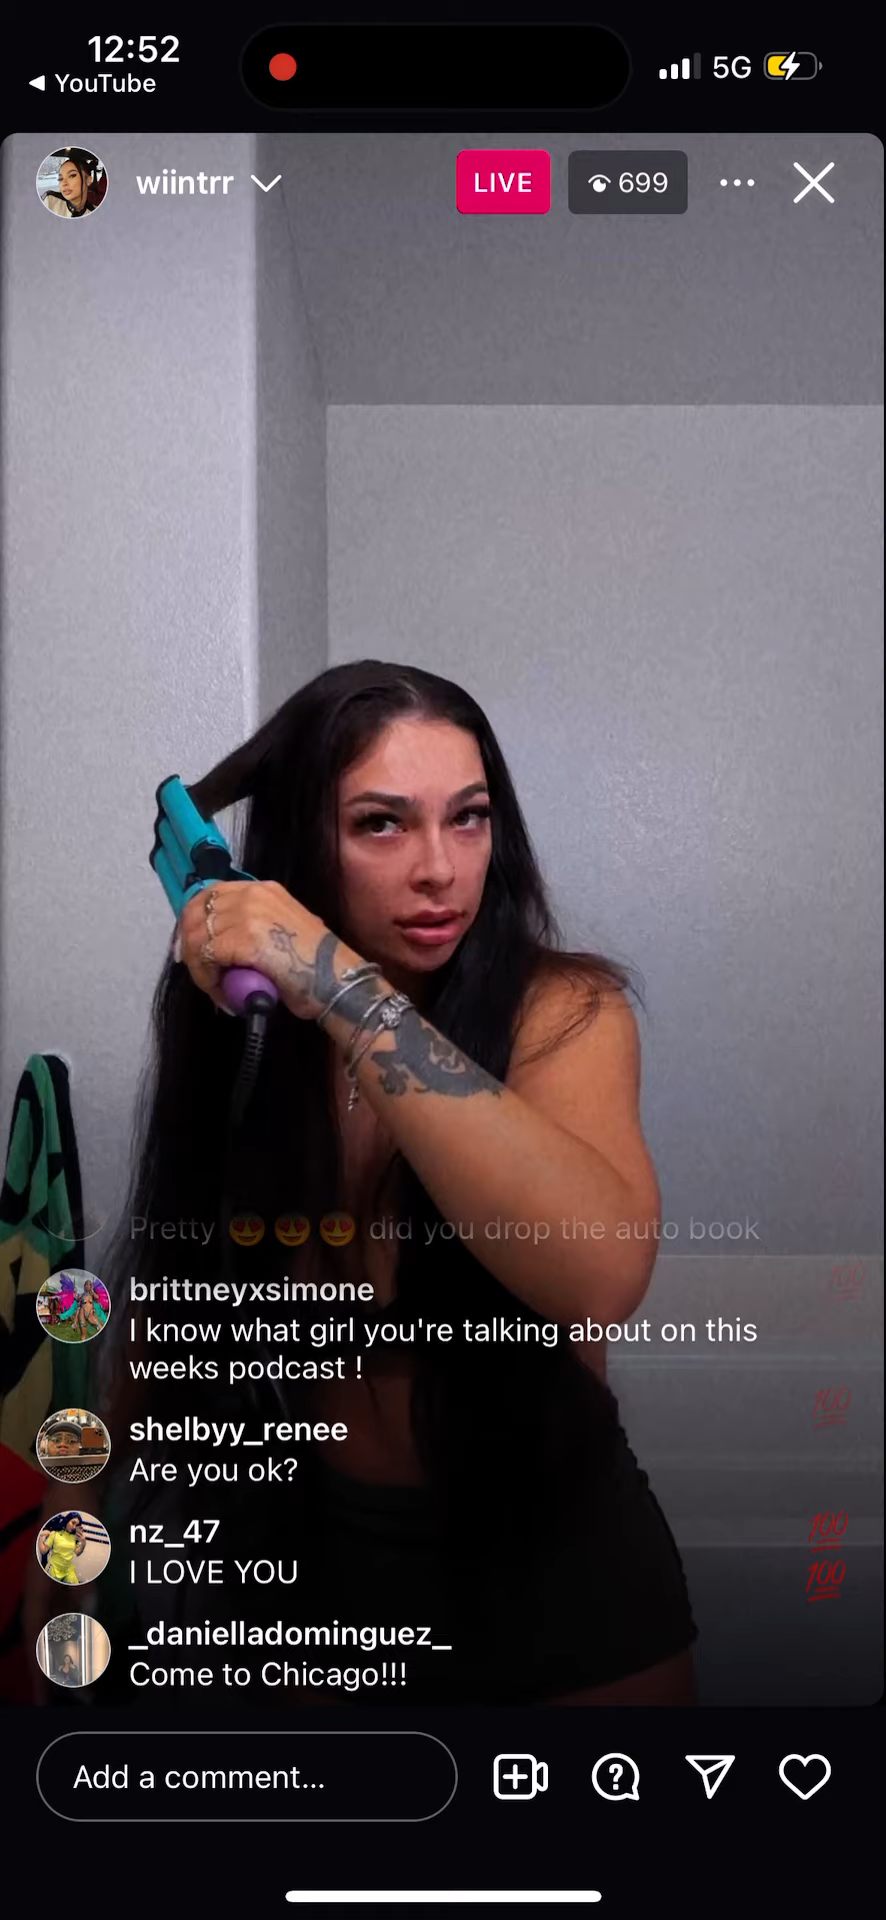 12:52
5G
YouTube
wiintrr
LIVE
699
Pretty 😍😍😍 did you drop the auto book
brittneyxsimone
I know what girl you're talking about on this
weeks podcast !
shelbyy_renee
Are you ok?
nz_47
I LOVE YOU
_danielladominguez_
Come to Chicago!!!
💯
💯
💯
💯
Add a comment...